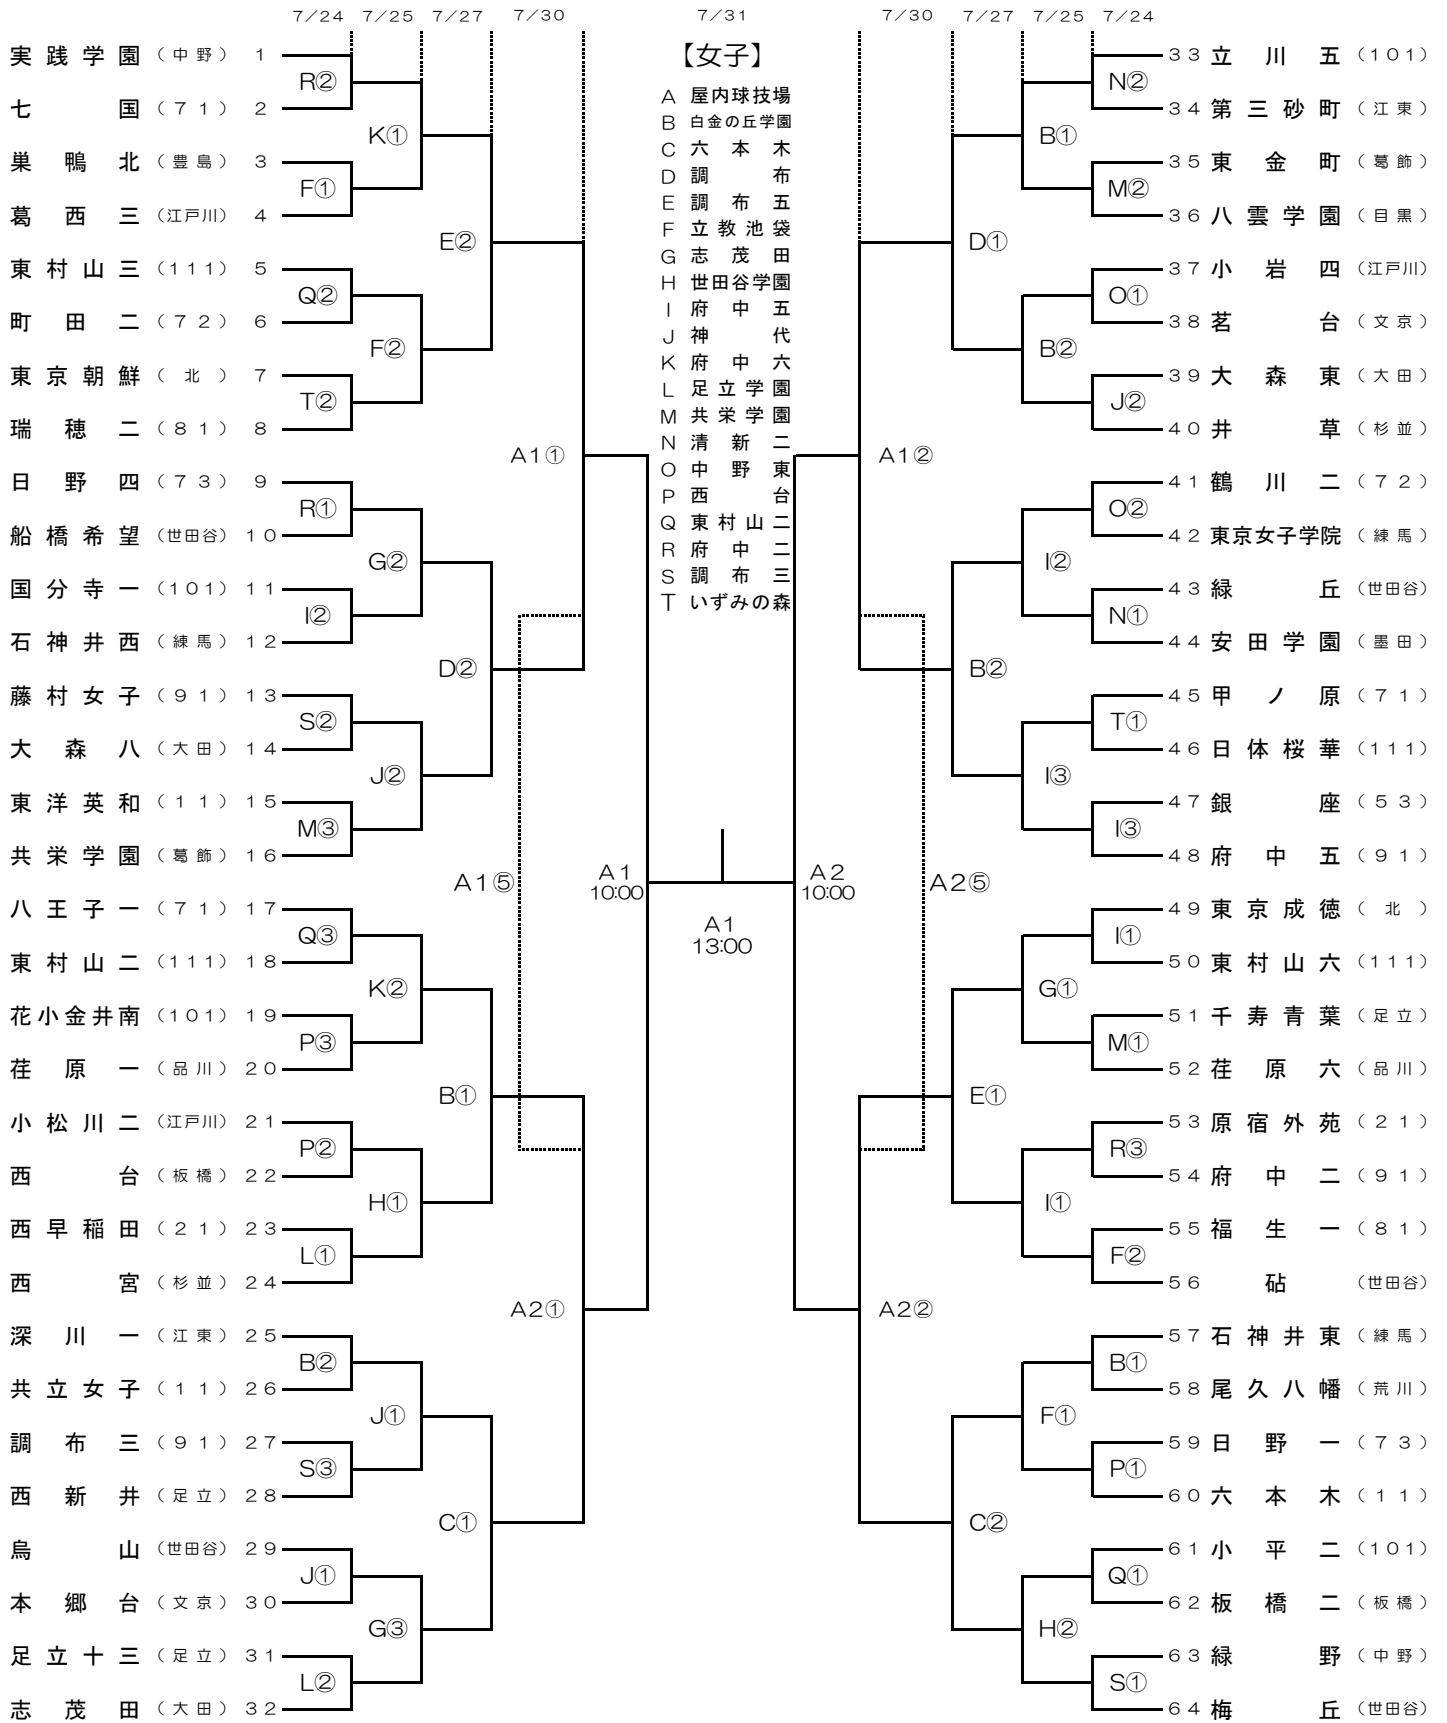 7/24 7/25 7/27 7/30 7/31 7/30 7/27 7/25 7/24
【女子】
A 屋内球技場
B 白金の丘学園
C 六本木
D 調布
E 調布五
F 立教池袋
G 志茂田
H 世田谷学園
I 府中五
J 神代
K 府中六
L 足立学園
M 共栄学園
N 清新二
O 中野東
P 西台
Q 東村山二
R 府中二
S 調布三
T いずみの森
実践学園 (中野) 1
R②
七国 (71) 2
K①
巣鴨北 (豊島) 3
F①
葛西三 (江戸川) 4
E②
東村山三 (111) 5
Q②
町田二 (72) 6
F②
東京朝鮮 (北) 7
T②
瑞穂二 (81) 8
A1①
日野四 (73) 9
R①
船橋希望 (世田谷) 10
G②
国分寺一 (101) 11
I②
石神井西 (練馬) 12
D②
藤村女子 (91) 13
S②
大森八 (大田) 14
J②
東洋英和 (11) 15
M③
共栄学園 (葛飾) 16
A1⑤
A1
10:00
八王子一 (71) 17
Q③
東村山二 (111) 18
K②
花小金井南 (101) 19
P③
荏原一 (品川) 20
B①
小松川二 (江戸川) 21
P②
西台 (板橋) 22
H①
西早稲田 (21) 23
L①
西宮 (杉並) 24
A2①
深川一 (江東) 25
B②
共立女子 (11) 26
J①
調布三 (91) 27
S③
西新井 (足立) 28
C①
烏山 (世田谷) 29
J①
本郷台 (文京) 30
G③
足立十三 (足立) 31
L②
志茂田 (大田) 32
A1
13:00
33 立川五 (101)
N②
34 第三砂町 (江東)
B①
35 東金町 (葛飾)
M②
36 八雲学園 (目黒)
D①
37 小岩四 (江戸川)
O①
38 茗台 (文京)
B②
39 大森東 (大田)
J②
40 井草 (杉並)
A1②
41 鶴川二 (72)
O②
42 東京女子学院 (練馬)
I②
43 緑丘 (世田谷)
N①
44 安田学園 (墨田)
B②
45 甲ノ原 (71)
T①
46 日体桜華 (111)
I③
47 銀座 (53)
I③
48 府中五 (91)
A2
10:00
A2⑤
49 東京成徳 (北)
I①
50 東村山六 (111)
G①
51 千寿青葉 (足立)
M①
52 荏原六 (品川)
E①
53 原宿外苑 (21)
R③
54 府中二 (91)
I①
55 福生一 (81)
F②
56 砧 (世田谷)
A2②
57 石神井東 (練馬)
B①
58 尾久八幡 (荒川)
F①
59 日野一 (73)
P①
60 六本木 (11)
C②
61 小平二 (101)
Q①
62 板橋二 (板橋)
H②
63 緑野 (中野)
S①
64 梅丘 (世田谷)